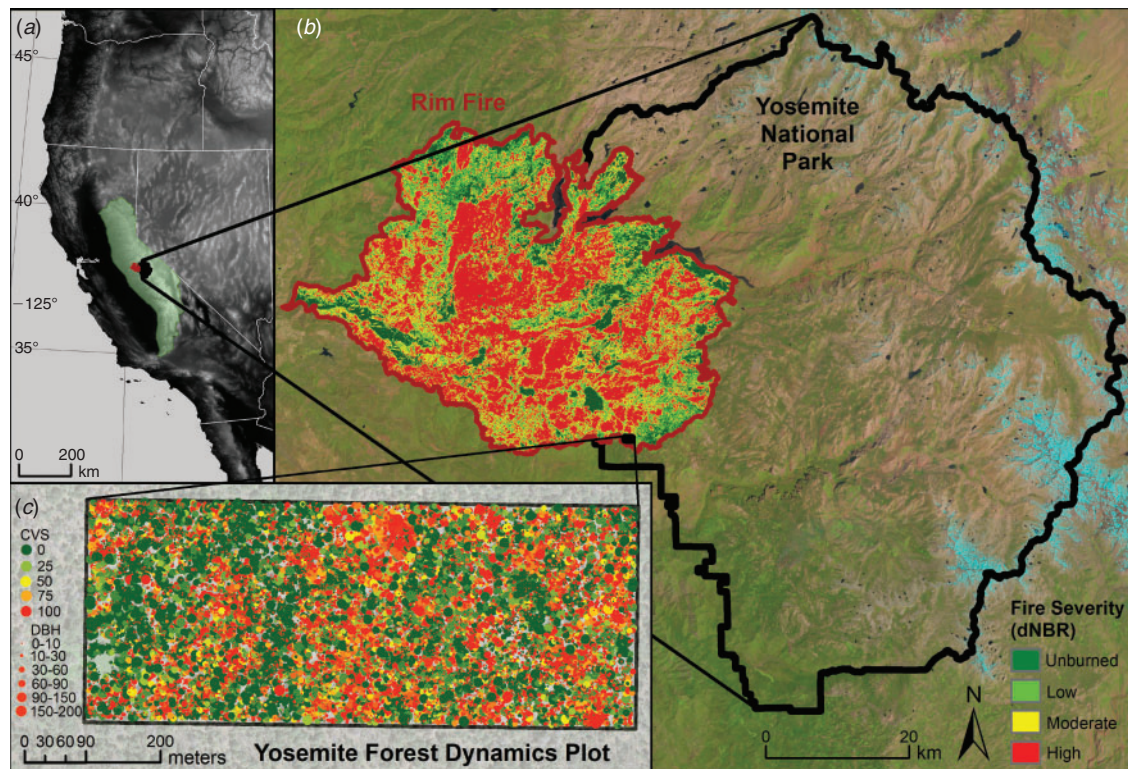 (a)
45°
40°
−125°
35°
0 200
km
(b)
Rim Fire
Yosemite
National
Park
Fire Severity
(dNBR)
Unburned
Low
Moderate
High
N
0 20
km
(c)
CVS
0
25
50
75
100
DBH
0-10
10-30
30-60
60-90
90-150
150-200
0 30 60 90 200
meters
Yosemite Forest Dynamics Plot